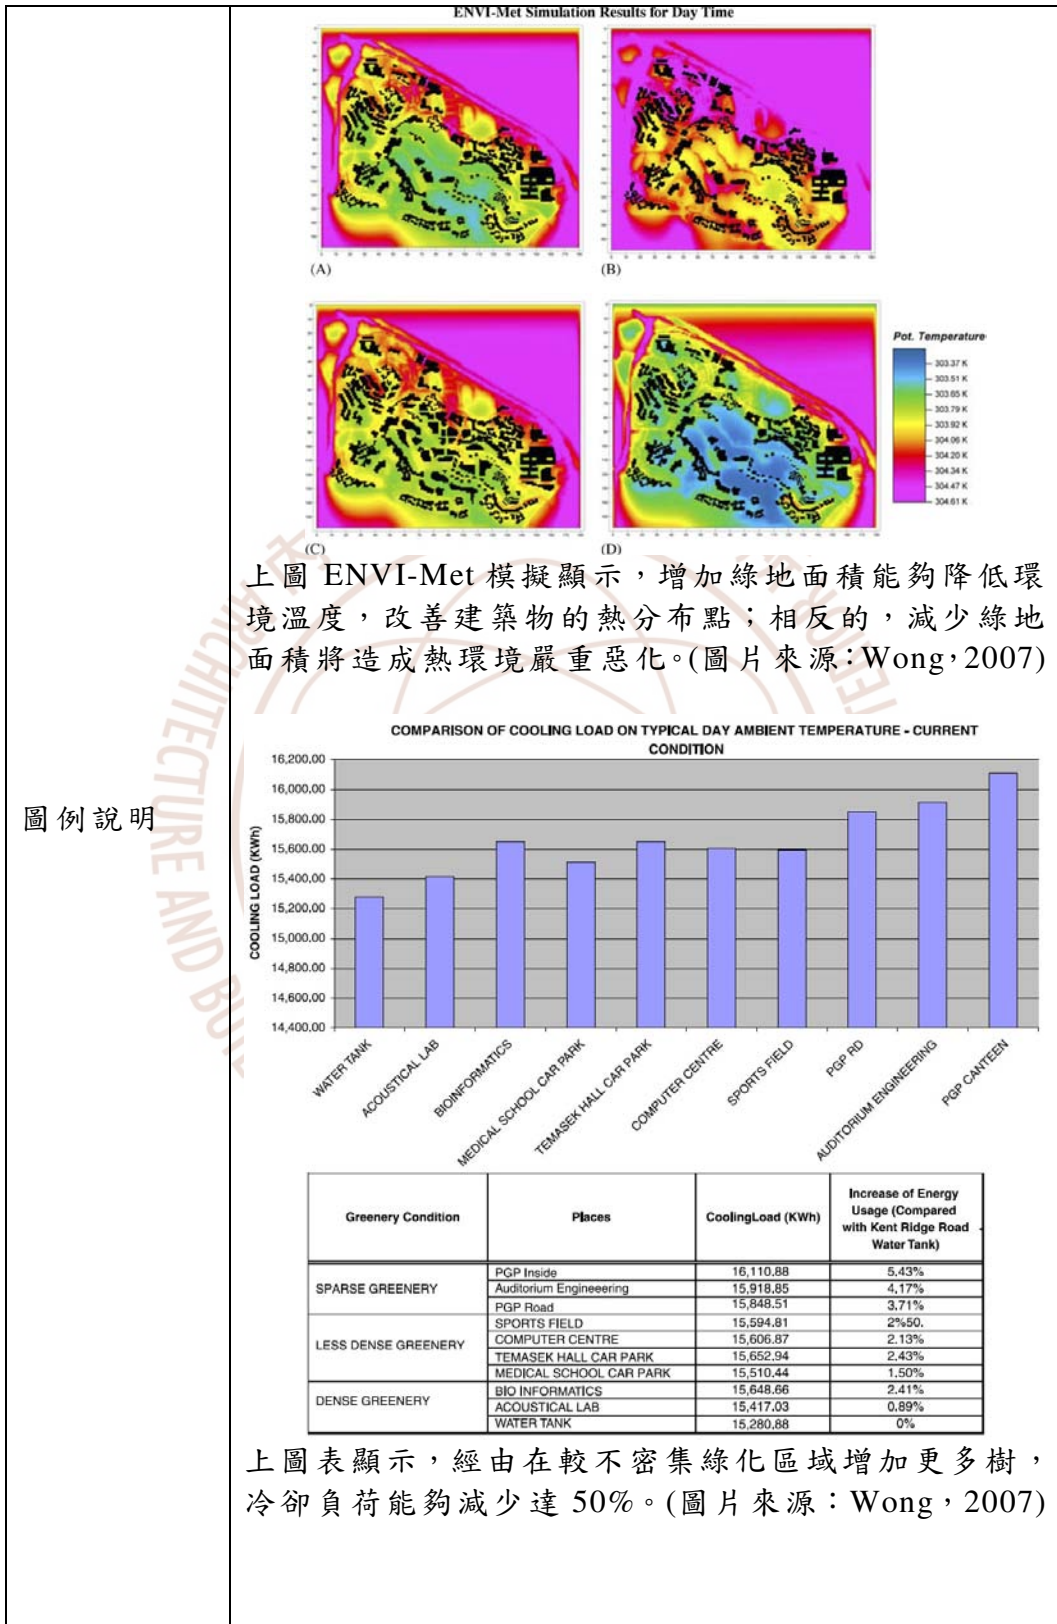 ENVI-Met Simulation Results for Day Time
(A)
(B)
(C)
(D)
Pot. Temperature
303.37 K
303.51 K
303.65 K
303.79 K
303.92 K
304.06 K
304.20 K
304.34 K
304.47 K
304.61 K
上圖 ENVI-Met 模擬顯示，增加綠地面積能夠降低環
境溫度，改善建築物的熱分布點；相反的，減少綠地
面積將造成熱環境嚴重惡化。(圖片來源：Wong，2007)
圖例說明
COMPARISON OF COOLING LOAD ON TYPICAL DAY AMBIENT TEMPERATURE - CURRENT
CONDITION
COOLING LOAD (KWh)
16,200.00
16,000.00
15,800.00
15,600.00
15,400.00
15,200.00
15,000.00
14,800.00
14,600.00
14,400.00
WATER TANK
ACOUSTICAL LAB
BIOINFORMATICS
MEDICAL SCHOOL CAR PARK
TEMASEK HALL CAR PARK
COMPUTER CENTRE
SPORTS FIELD
PGP RD
AUDITORIUM ENGINEERING
PGP CANTEEN
Greenery Condition Places CoolingLoad (KWh) Increase of Energy
Usage (Compared
with Kent Ridge Road
Water Tank)
SPARSE GREENERY
PGP Inside 16,110.88 5.43%
Auditorium Engineeering 15,918.85 4.17%
PGP Road 15,848.51 3.71%
LESS DENSE GREENERY
SPORTS FIELD 15,594.81 2%50.
COMPUTER CENTRE 15,606.87 2.13%
TEMASEK HALL CAR PARK 15,652.94 2.43%
MEDICAL SCHOOL CAR PARK 15,510.44 1.50%
DENSE GREENERY
BIO INFORMATICS 15,648.66 2.41%
ACOUSTICAL LAB 15,417.03 0.89%
WATER TANK 15,280.88 0%
上圖表顯示，經由在較不密集綠化區域增加更多樹，
冷卻負荷能夠減少達 50%。(圖片來源：Wong，2007)